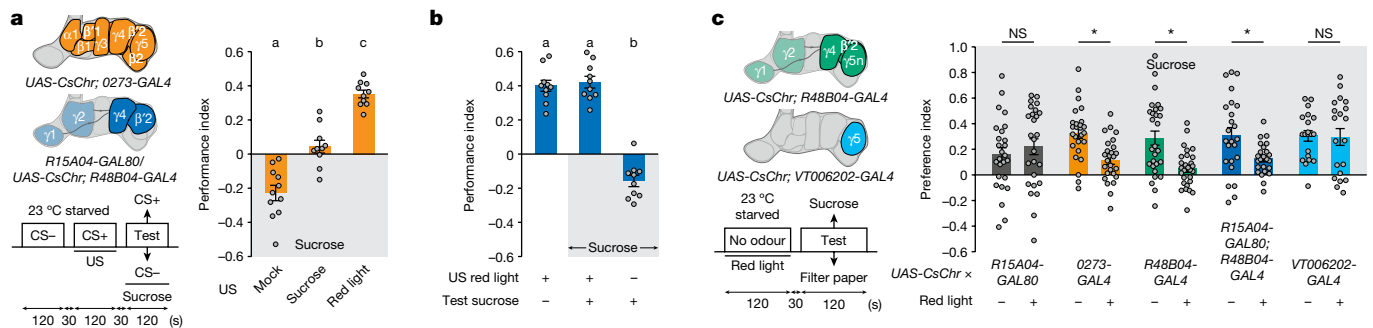 a
α1
β′1
β1
γ3
γ4
β′2
γ5
β2
UAS-CsChr; 0273-GAL4
γ1
γ2
γ4
β′2
R15A04-GAL80/
UAS-CsChr; R48B04-GAL4
23 ºC starved
CS+
CS–
CS+
Test
US
CS–
Sucrose
120 30 120 30 120 (s)
Performance index
0.6
0.4
0.2
0
−0.2
−0.4
−0.6
a b c
Sucrose
US
Mock
Sucrose
Red light
b
Performance index
0.6
0.4
0.2
0
−0.2
−0.4
−0.6
a a b
Sucrose
US red light + + –
Test sucrose – + +
c
γ1
γ2
γ4
β′2
γ5n
UAS-CsChr; R48B04-GAL4
γ5
UAS-CsChr; VT006202-GAL4
23 ºC
starved
Sucrose
No odour
Test
Red light
Filter paper
120 30 120 (s)
Preference index
1.0
0.8
0.6
0.4
0.2
0
−0.2
−0.4
−0.6
NS * * * NS
Sucrose
UAS-CsChr ×
R15A04-
GAL80
0273-
GAL4
R48B04-
GAL4
R15A04-
GAL80;
R48B04-
GAL4
VT006202-
GAL4
Red light – + – + – + – + – +